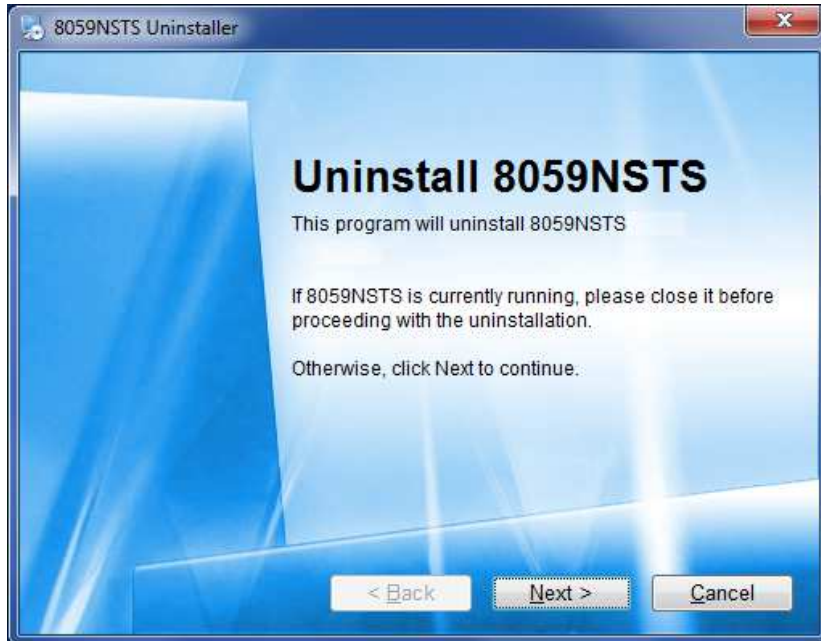 8059NSTS Uninstaller
Uninstall 8059NSTS
This program will uninstall 8059NSTS
If 8059NSTS is currently running, please close it before
proceeding with the uninstallation.
Otherwise, click Next to continue.
< Back
Next >
Cancel